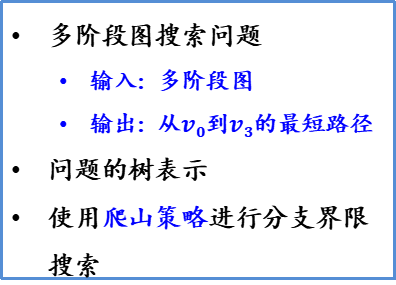 • 多阶段图搜索问题
• 输入: 多阶段图
• 输出: 从v₀到v₃的最短路径
• 问题的树表示
• 使用爬山策略进行分支界限
搜索